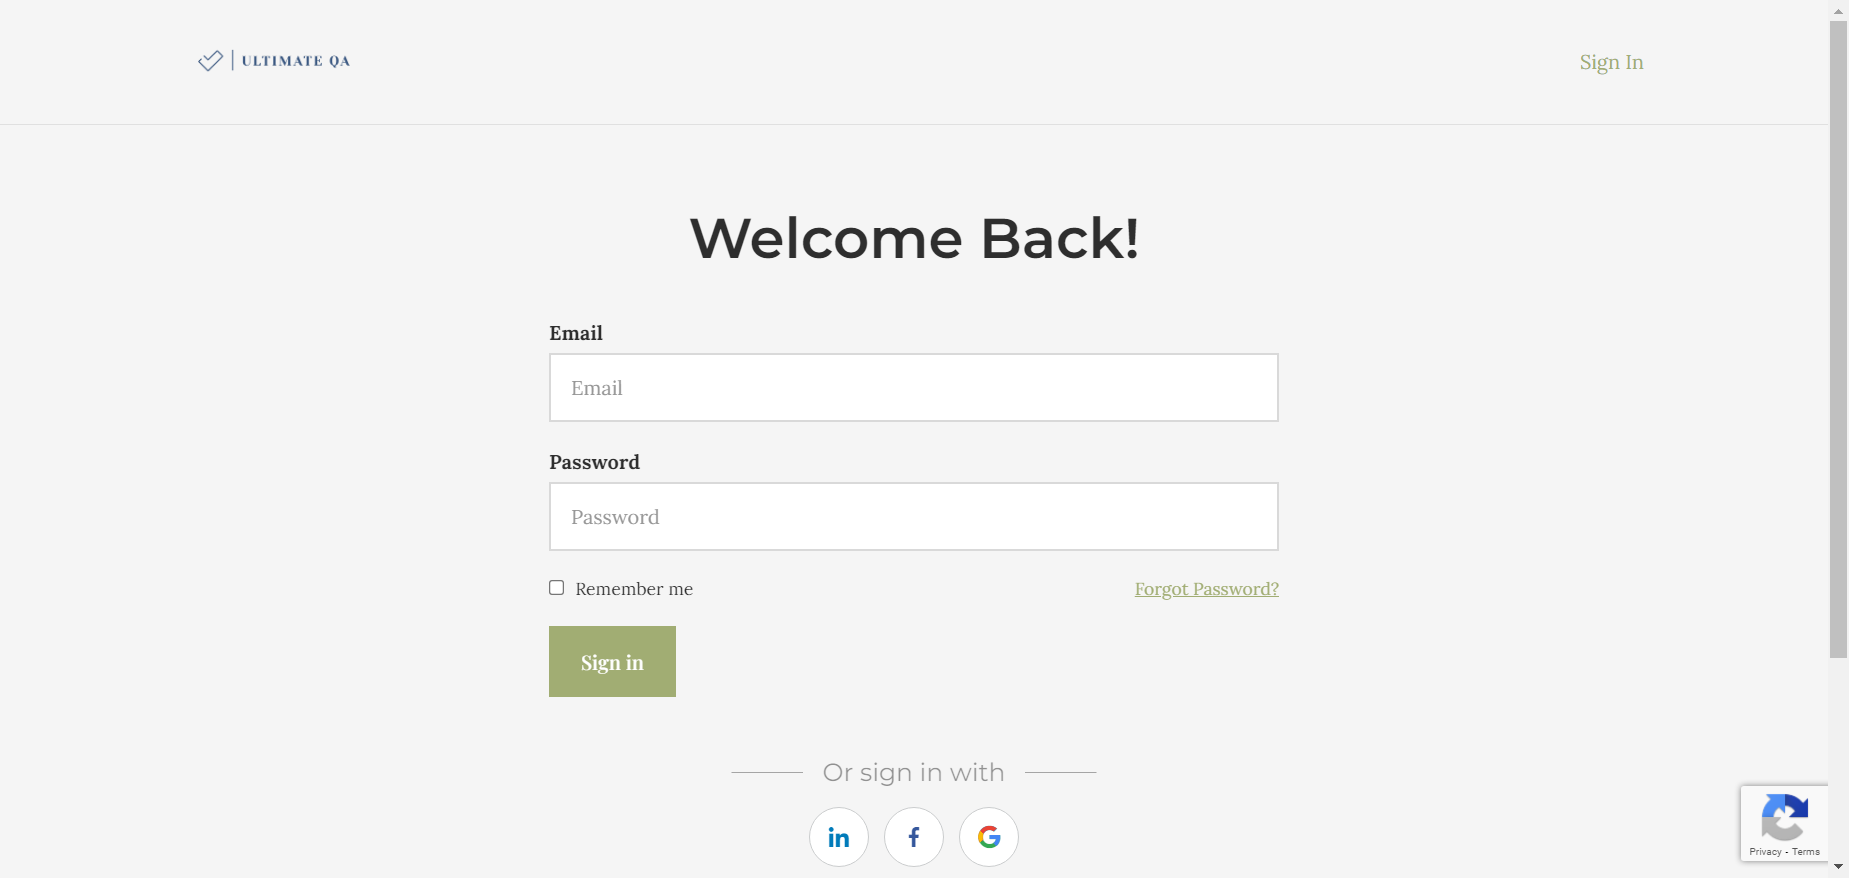 ULTIMATE QA
Sign In
Welcome Back!
Email
Email
Password
Password
Remember me
Forgot Password?
Sign in
Or sign in with
Privacy - Terms